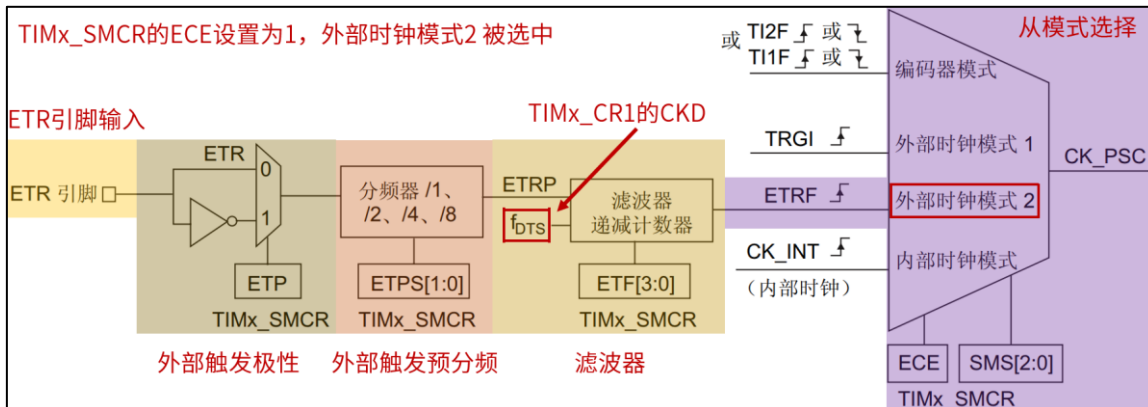 TIMx_SMCR的ECE设置为1，外部时钟模式2 被选中
或 TI2F 或
TI1F 或
从模式选择
编码器模式
ETR引脚输入
TIMx_CR1的CKD
TRGI
外部时钟模式 1
CK_PSC
ETR
0
1
ETR 引脚
分频器 /1、
/2、/4、/8
ETRP
fDTS
滤波器
递减计数器
ETRF
外部时钟模式 2
CK_INT
（内部时钟）
内部时钟模式
ETP
ETPS[1:0]
ETF[3:0]
TIMx_SMCR
TIMx_SMCR
TIMx_SMCR
外部触发极性
外部触发预分频
滤波器
ECE
SMS[2:0]
TIMx_SMCR